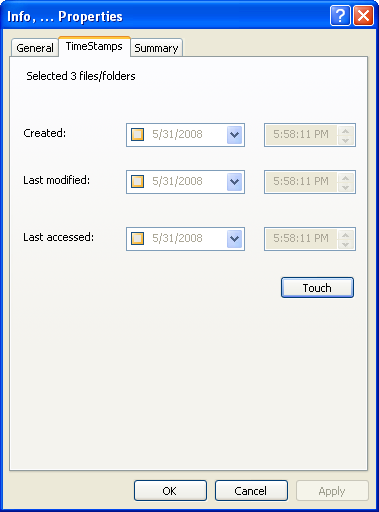 Info, ... Properties
General TimeStamps Summary
Selected 3 files/folders
Created: 5/31/2008 5:58:11 PM
Last modified: 5/31/2008 5:58:11 PM
Last accessed: 5/31/2008 5:58:11 PM
Touch
OK Cancel Apply